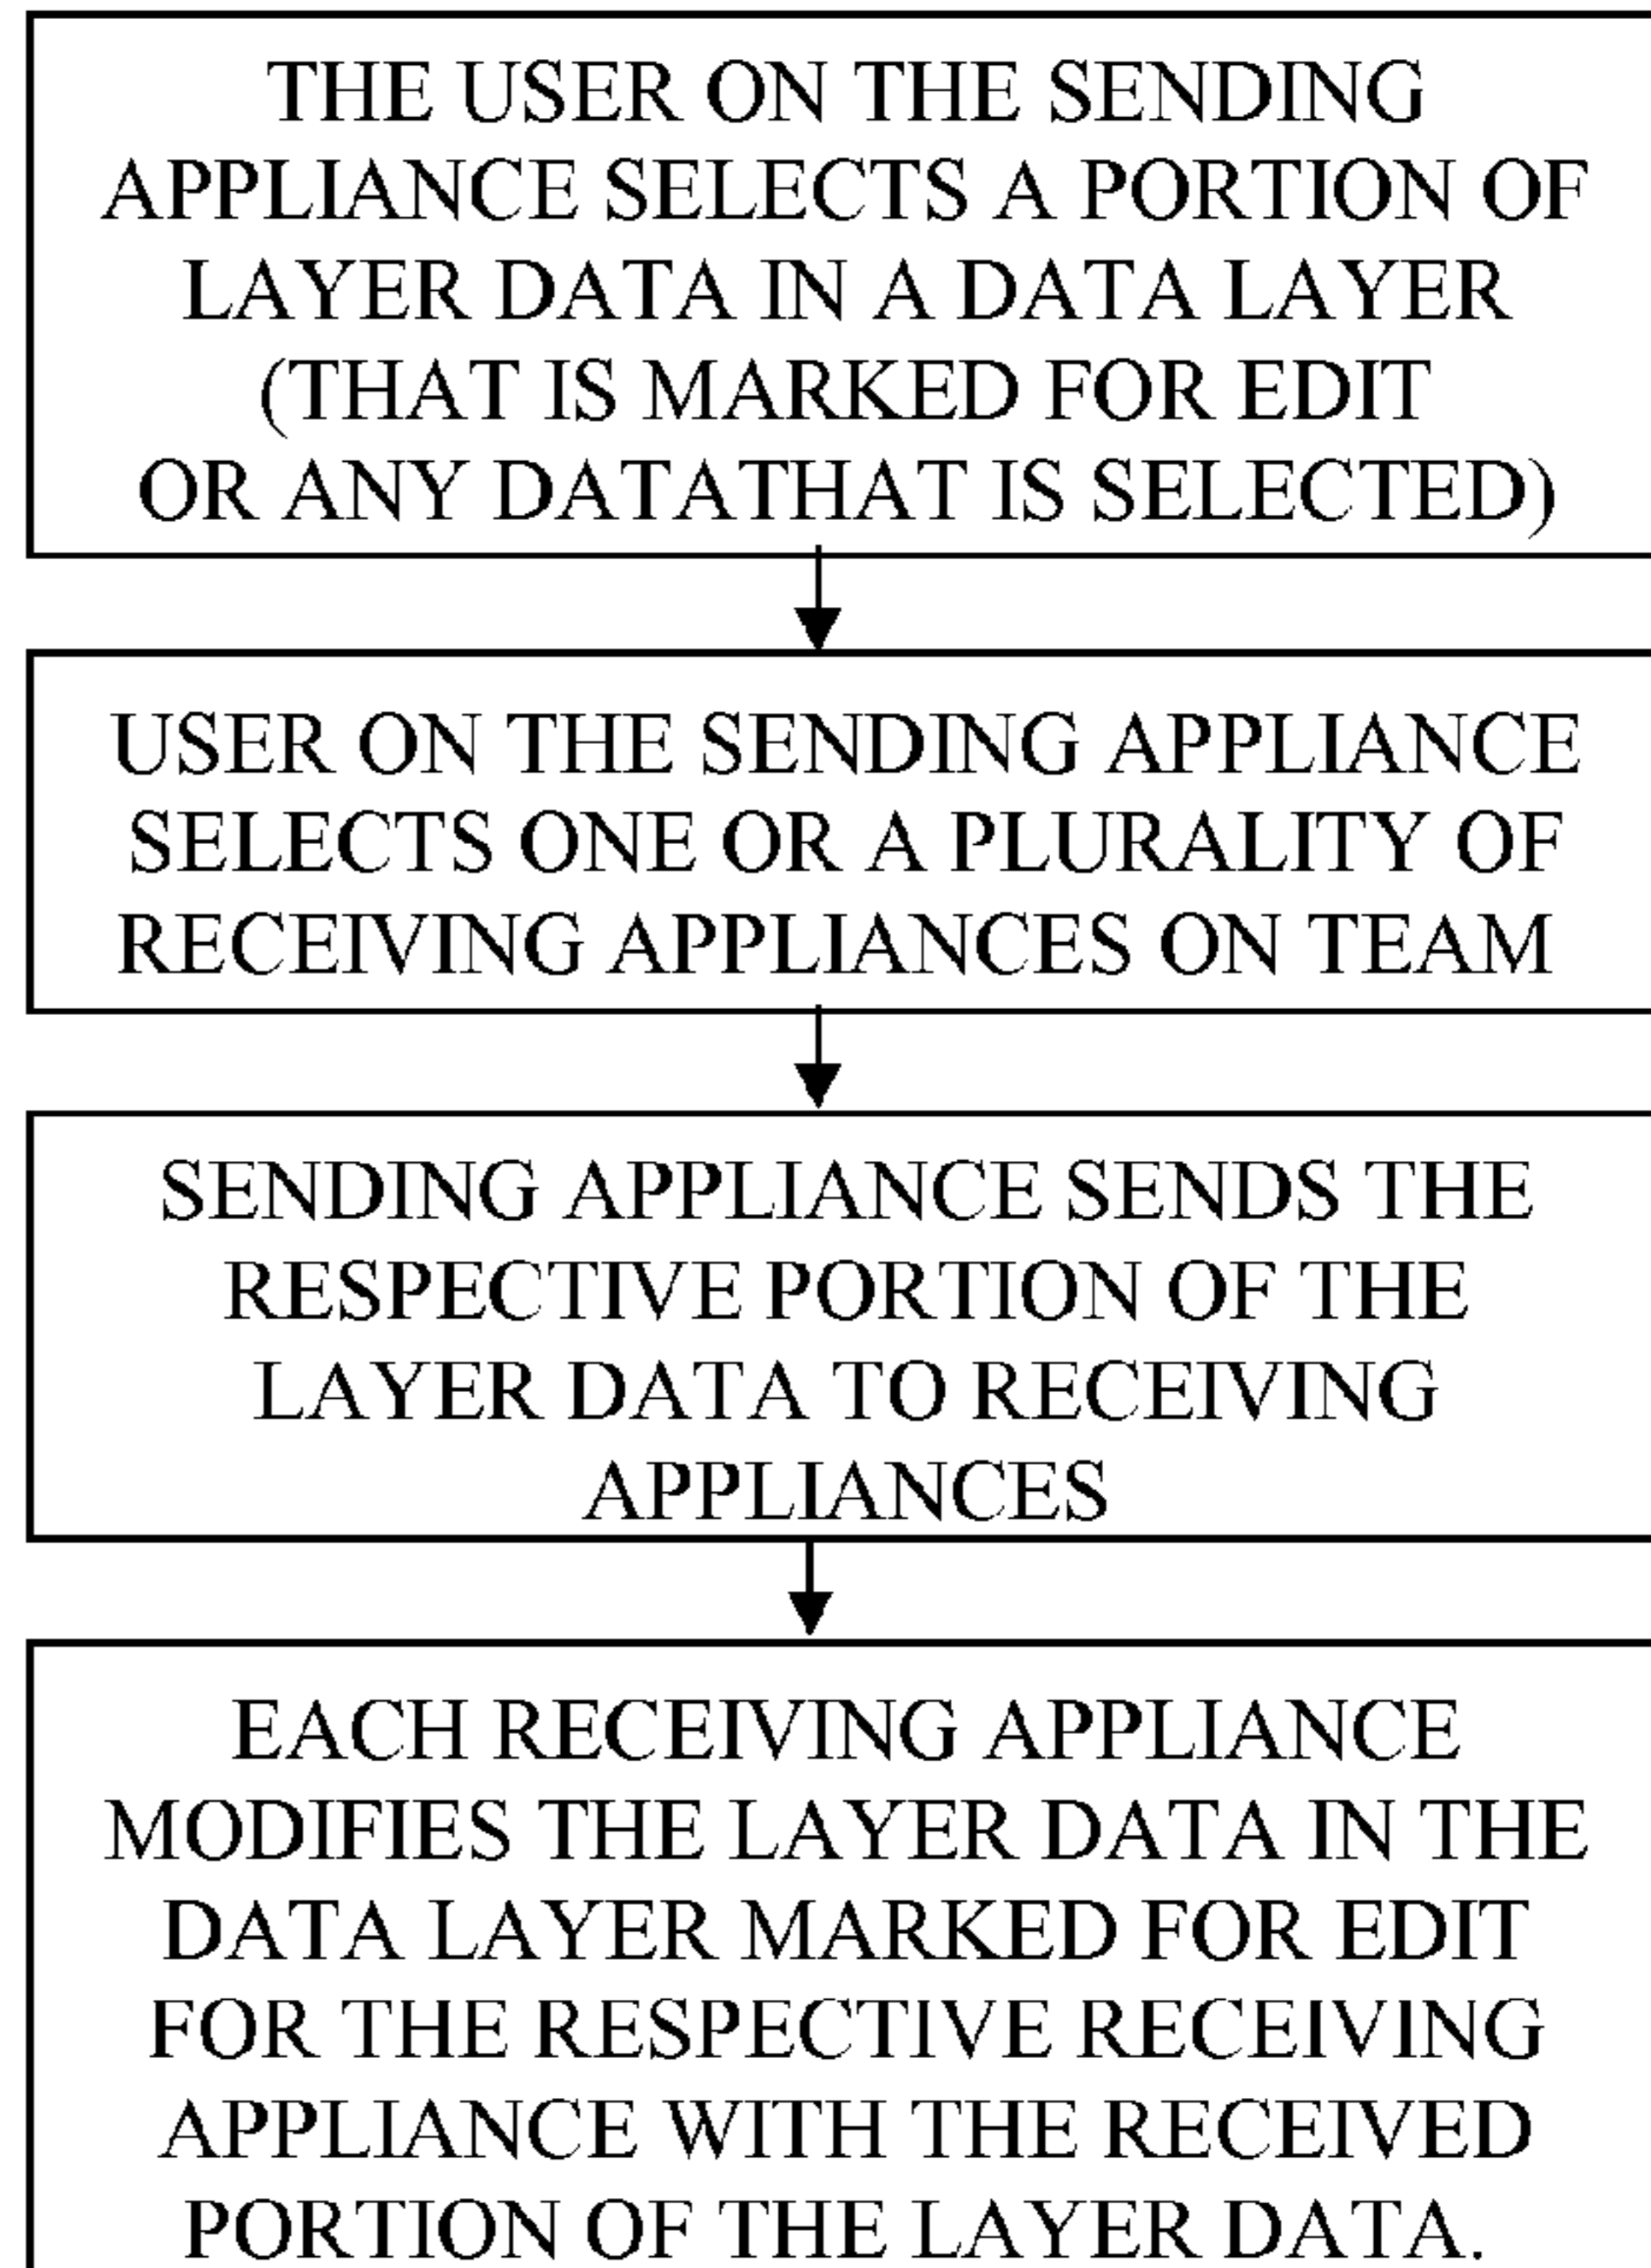 THE USER ON THE SENDING
APPLIANCE SELECTS A PORTION OF
LAYER DATA IN A DATA LAYER
(THAT IS MARKED FOR EDIT
OR ANY DATATHAT IS SELECTED)
USER ON THE SENDING APPLIANCE
SELECTS ONE OR A PLURALITY OF
RECEIVING APPLIANCES ON TEAM
SENDING APPLIANCE SENDS THE
RESPECTIVE PORTION OF THE
LAYER DATA TO RECEIVING
APPLIANCES
EACH RECEIVING APPLIANCE
MODIFIES THE LAYER DATA IN THE
DATA LAYER MARKED FOR EDIT
FOR THE RESPECTIVE RECEIVING
APPLIANCE WITH THE RECEIVED
PORTION OF THE LAYER DATA.